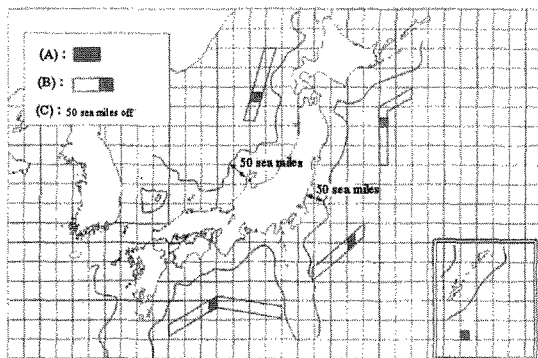 (A) :
(B) :
(C) : 50 sea miles off
50 sea miles
50 sea miles